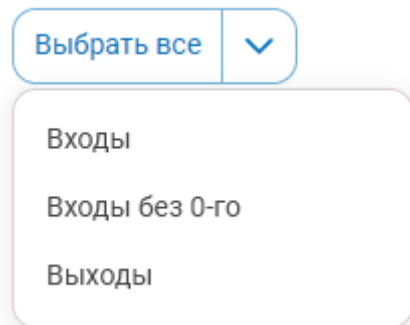 Выбрать все
Входы
Входы без 0-го
Выходы